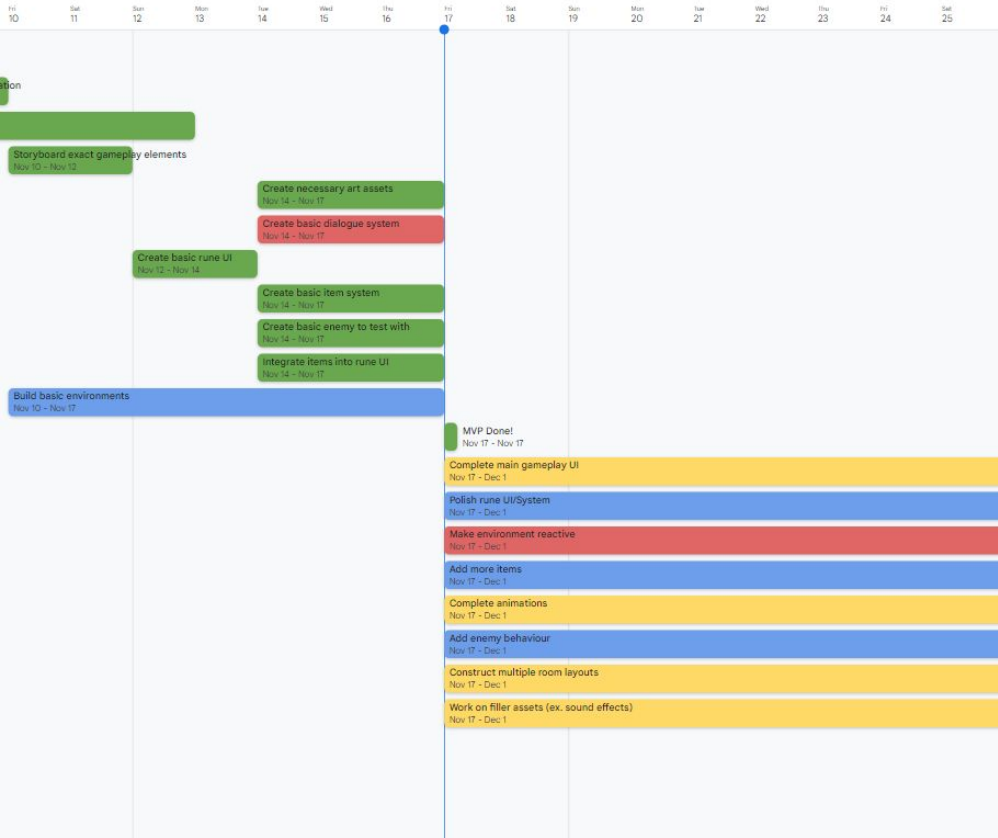 Fri Sat Sun Mon Tue Wed Thu Fri Sat Sun Mon Tue Wed Thu Fri Sat
10 11 12 13 14 15 16 17 18 19 20 21 22 23 24 25
ation
Storyboard exact gameplay elements
Nov 10 - Nov 12
Create necessary art assets
Nov 14 - Nov 17
Create basic dialogue system
Nov 14 - Nov 17
Create basic rune UI
Nov 12 - Nov 14
Create basic item system
Nov 14 - Nov 17
Create basic enemy to test with
Nov 14 - Nov 17
Integrate items into rune UI
Nov 14 - Nov 17
Build basic environments
Nov 10 - Nov 17
MVP Done!
Nov 17 - Nov 17
Complete main gameplay UI
Nov 17 - Dec 1
Polish rune UI/System
Nov 17 - Dec 1
Make environment reactive
Nov 17 - Dec 1
Add more items
Nov 17 - Dec 1
Complete animations
Nov 17 - Dec 1
Add enemy behaviour
Nov 17 - Dec 1
Construct multiple room layouts
Nov 17 - Dec 1
Work on filler assets (ex. sound effects)
Nov 17 - Dec 1